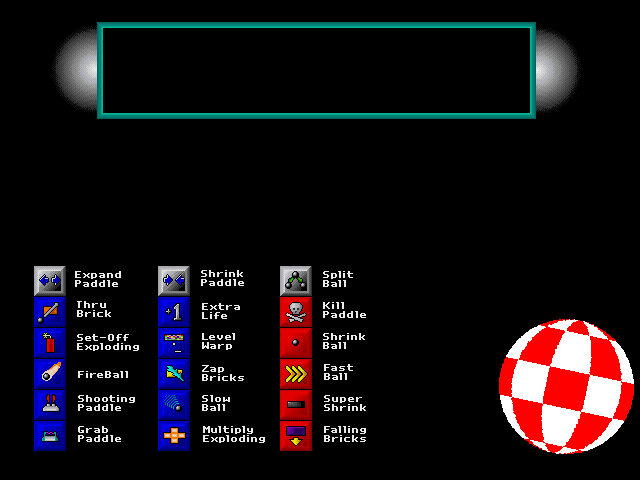 Expand
Paddle
Shrink
Paddle
Split
Ball
Thru
Brick
+1
Extra
Life
Kill
Paddle
Set-Off
Exploding
Level
Warp
Shrink
Ball
FireBall
Zap
Bricks
Fast
Ball
Shooting
Paddle
Slow
Ball
Super
Shrink
Grab
Paddle
Multiply
Exploding
Falling
Bricks